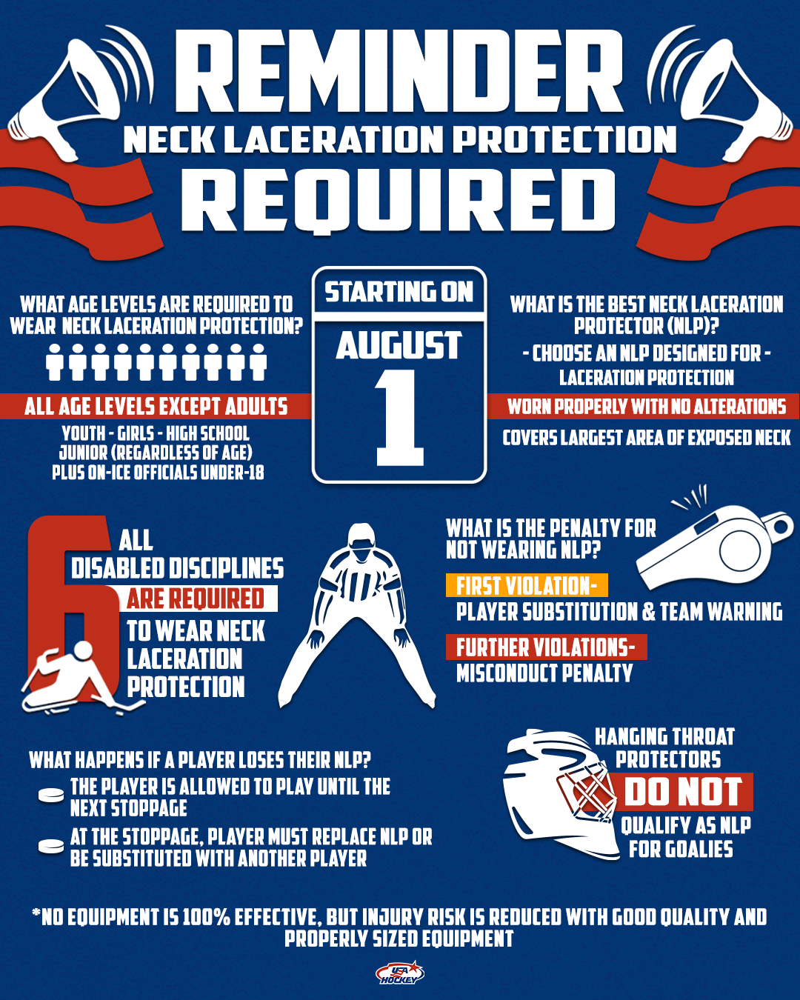 REMINDER
NECK LACERATION PROTECTION
REQUIRED
STARTING ON
AUGUST
1
WHAT AGE LEVELS ARE REQUIRED TO
WEAR NECK LACERATION PROTECTION?
ALL AGE LEVELS EXCEPT ADULTS
YOUTH - GIRLS - HIGH SCHOOL
JUNIOR (REGARDLESS OF AGE)
PLUS ON-ICE OFFICIALS UNDER-18
WHAT IS THE BEST NECK LACERATION
PROTECTOR (NLP)?
- CHOOSE AN NLP DESIGNED FOR -
LACERATION PROTECTION
WORN PROPERLY WITH NO ALTERATIONS
COVERS LARGEST AREA OF EXPOSED NECK
6
ALL
DISABLED DISCIPLINES
ARE REQUIRED
TO WEAR NECK
LACERATION
PROTECTION
WHAT IS THE PENALTY FOR
NOT WEARING NLP?
FIRST VIOLATION-
PLAYER SUBSTITUTION & TEAM WARNING
FURTHER VIOLATIONS-
MISCONDUCT PENALTY
WHAT HAPPENS IF A PLAYER LOSES THEIR NLP?
THE PLAYER IS ALLOWED TO PLAY UNTIL THE
NEXT STOPPAGE
AT THE STOPPAGE, PLAYER MUST REPLACE NLP OR
BE SUBSTITUTED WITH ANOTHER PLAYER
HANGING THROAT
PROTECTORS
DO NOT
QUALIFY AS NLP
FOR GOALIES
*NO EQUIPMENT IS 100% EFFECTIVE, BUT INJURY RISK IS REDUCED WITH GOOD QUALITY AND
PROPERLY SIZED EQUIPMENT
USA
HOCKEY